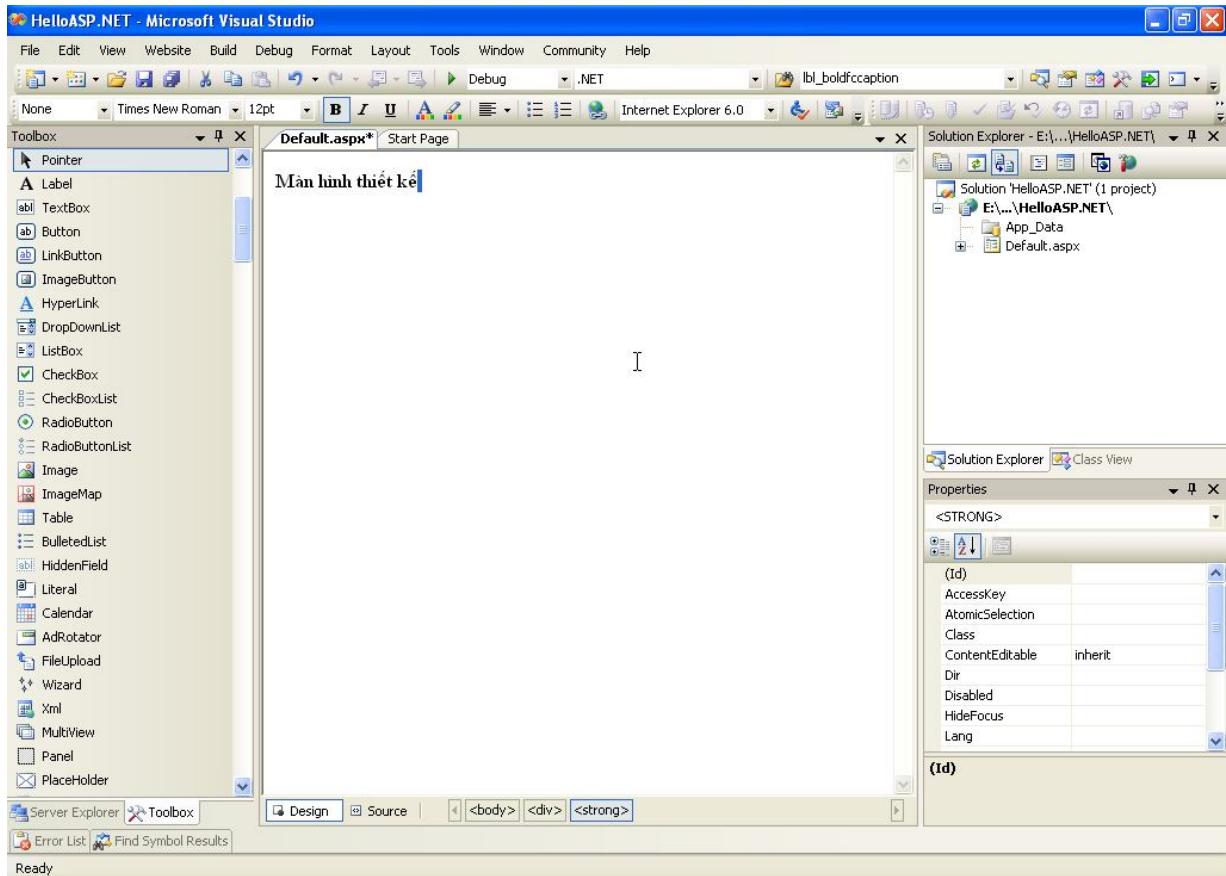 HelloASP.NET - Microsoft Visual Studio
File Edit View Website Build Debug Format Layout Tools Window Community Help
Debug .NET lbl_boldfccaption
None Times New Roman 12pt B I U A Internet Explorer 6.0
Toolbox
Pointer
A Label
abl TextBox
ab Button
ab LinkButton
ImageButton
A HyperLink
DropDownList
ListBox
CheckBox
CheckBoxList
RadioButton
RadioButtonList
Image
ImageMap
Table
BulletedList
abl HiddenField
Literal
Calendar
AdRotator
FileUpload
Wizard
Xml
MultiView
Panel
PlaceHolder
Server Explorer Toolbox
Error List Find Symbol Results
Ready
Default.aspx* Start Page
Màn hình thiết kế
Design Source <body> <div> <strong>
Solution Explorer - E:\...\HelloASP.NET\
Solution 'HelloASP.NET' (1 project)
E:\...\HelloASP.NET\
App_Data
Default.aspx
Solution Explorer Class View
Properties
<STRONG>
(Id)
AccessKey
AtomicSelection
Class
ContentEditable inherit
Dir
Disabled
HideFocus
Lang
(Id)